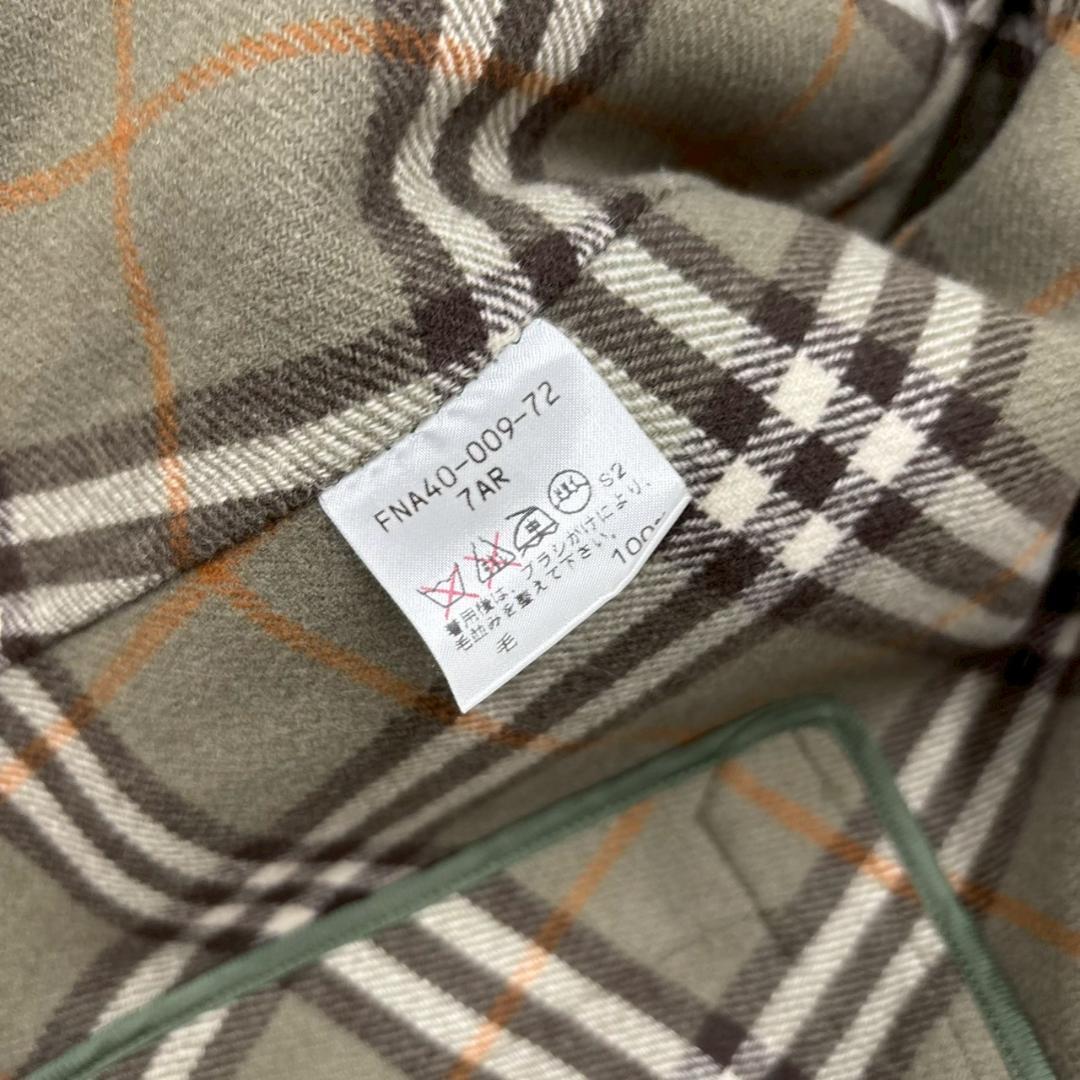 FNA40-009-72
7AR
S2
着用後は、ブラシがけにより、
毛並みを整えて下さい。
毛 100